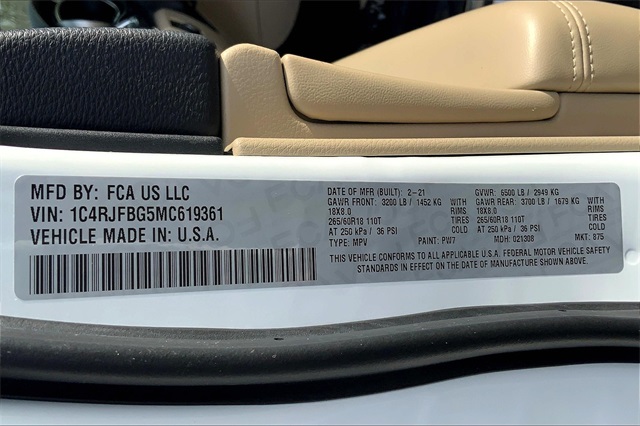 MFD BY: FCA US LLC
VIN: 1C4RJFBG5MC619361
VEHICLE MADE IN: U.S.A.
DATE OF MFR (BUILT): 2-21 GVWR: 6500 LB / 2949 KG
GAWR FRONT: 3200 LB / 1452 KG WITH GAWR REAR: 3700 LB / 1679 KG WITH
18X8.0 RIMS 18X8.0 RIMS
265/60R18 110T TIRES 265/60R18 110T TIRES
AT 250 kPa / 36 PSI COLD AT 250 kPa / 36 PSI COLD
TYPE: MPV PAINT: PW7 MDH: 021308 MKT: 875
THIS VEHICLE CONFORMS TO ALL APPLICABLE U.S.A. FEDERAL MOTOR VEHICLE SAFETY
STANDARDS IN EFFECT ON THE DATE OF MANUFACTURE SHOWN ABOVE.